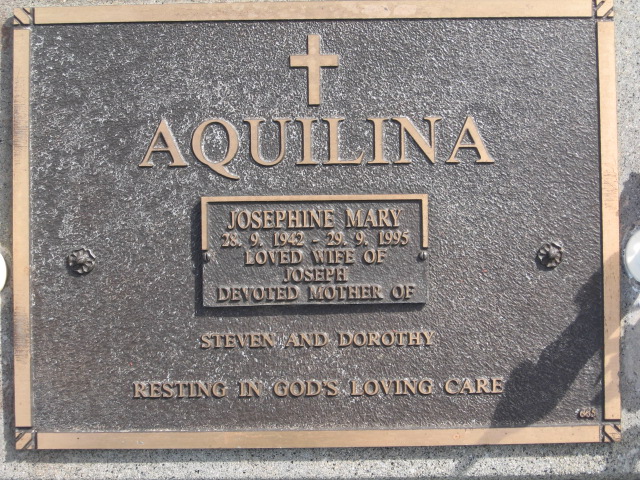 AQUILINA
JOSEPHINE MARY
28. 9. 1942 - 29. 9. 1995
LOVED WIFE OF
JOSEPH
DEVOTED MOTHER OF
STEVEN AND DOROTHY
RESTING IN GOD'S LOVING CARE